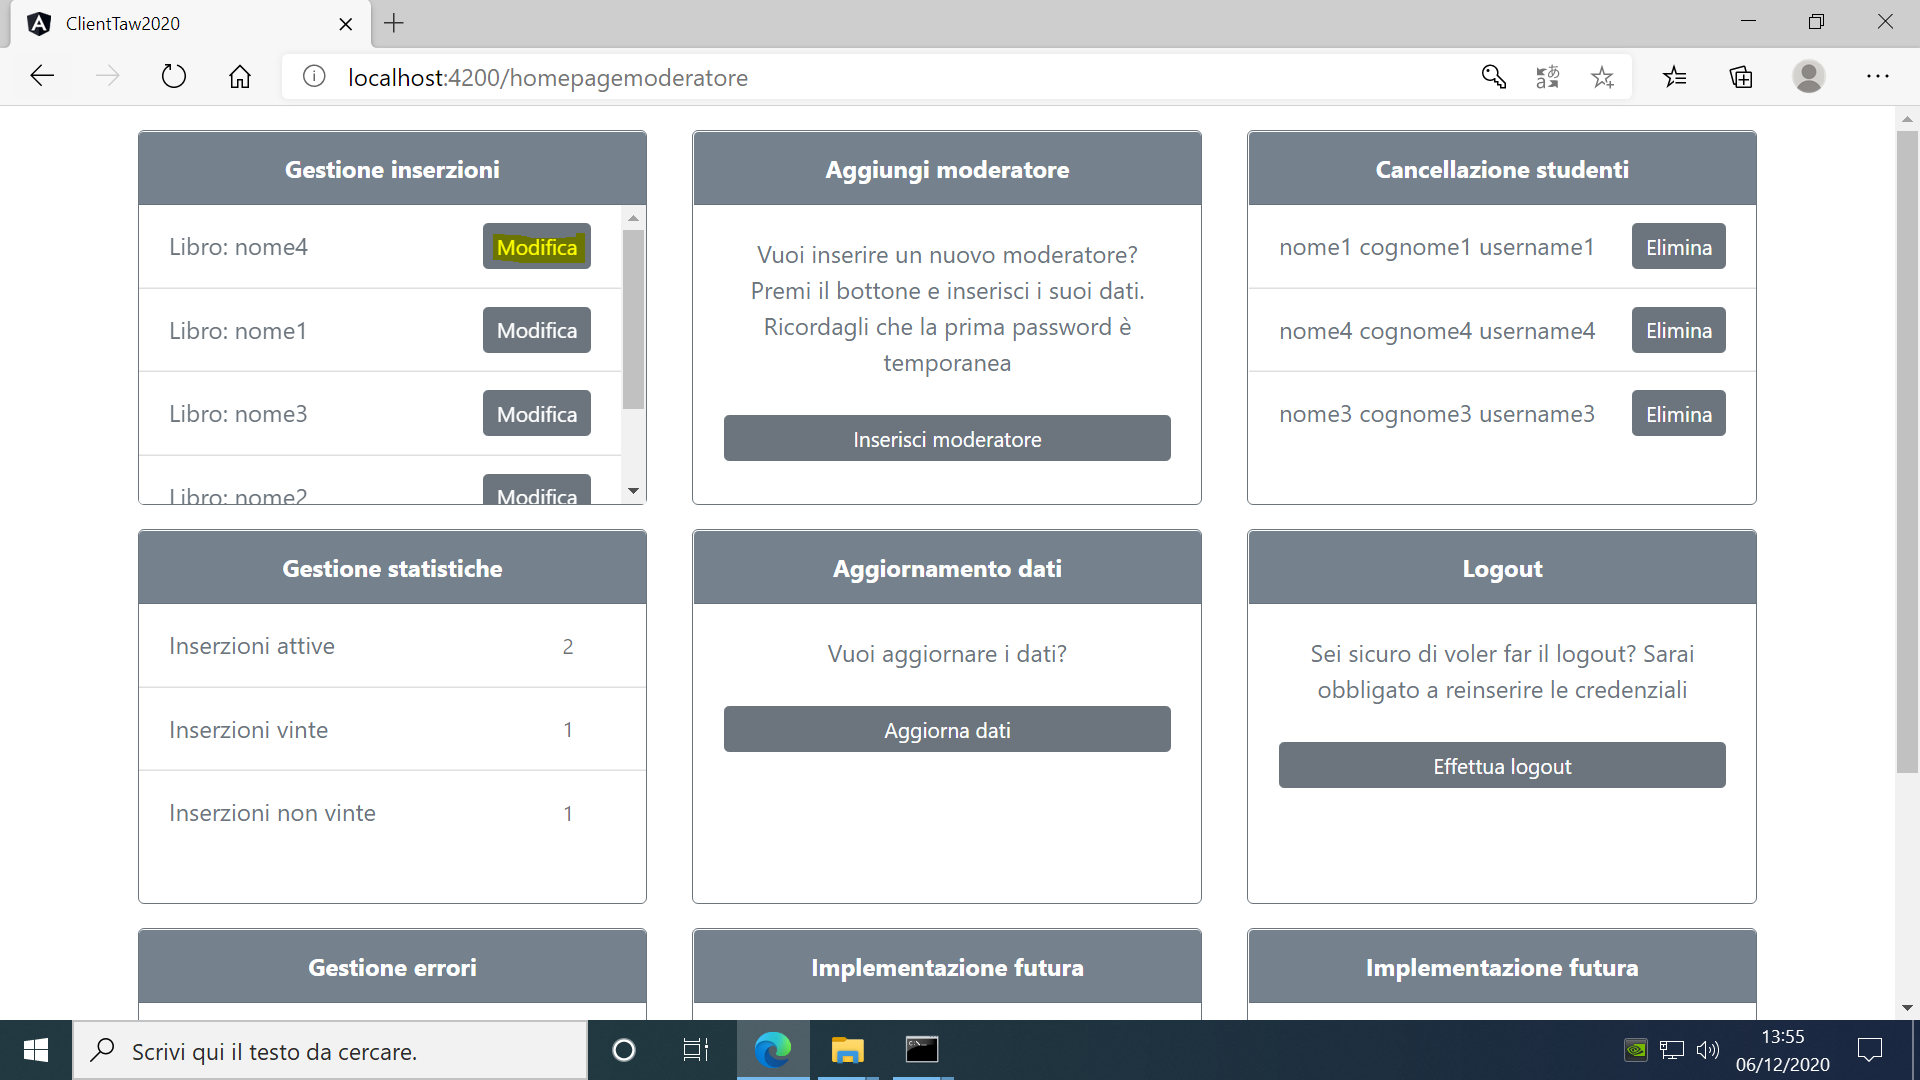 ClientTaw2020
localhost:4200/homepagemoderatore
Gestione inserzioni
Libro: nome4 Modifica
Libro: nome1 Modifica
Libro: nome3 Modifica
Libro: nome2 Modifica
Aggiungi moderatore
Vuoi inserire un nuovo moderatore?
Premi il bottone e inserisci i suoi dati.
Ricordagli che la prima password è
temporanea
Inserisci moderatore
Cancellazione studenti
nome1 cognome1 username1 Elimina
nome4 cognome4 username4 Elimina
nome3 cognome3 username3 Elimina
Gestione statistiche
Inserzioni attive 2
Inserzioni vinte 1
Inserzioni non vinte 1
Aggiornamento dati
Vuoi aggiornare i dati?
Aggiorna dati
Logout
Sei sicuro di voler far il logout? Sarai
obbligato a reinserire le credenziali
Effettua logout
Gestione errori
Implementazione futura
Implementazione futura
Scrivi qui il testo da cercare.
13:55
06/12/2020